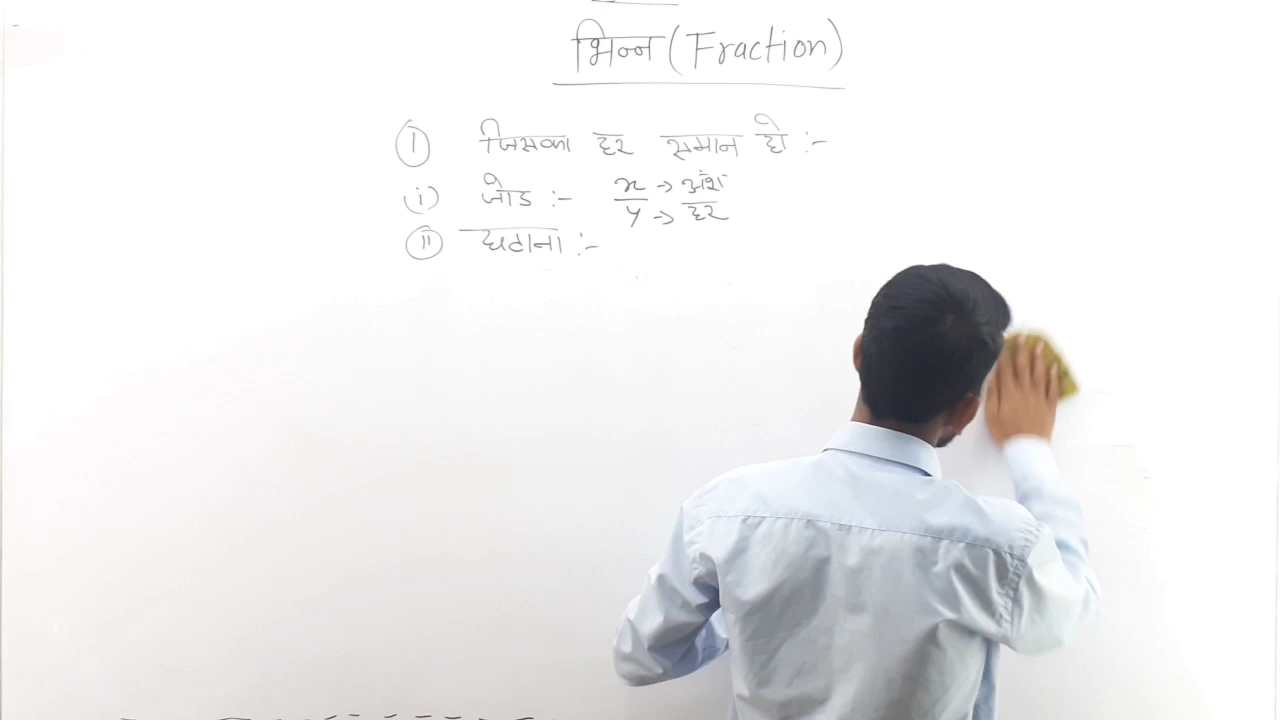 भिन्न (Fraction)
① जिसका हर समान हो :-
(i) जोड :- x/y x → अंश y → हर
(ii) घटाना :-